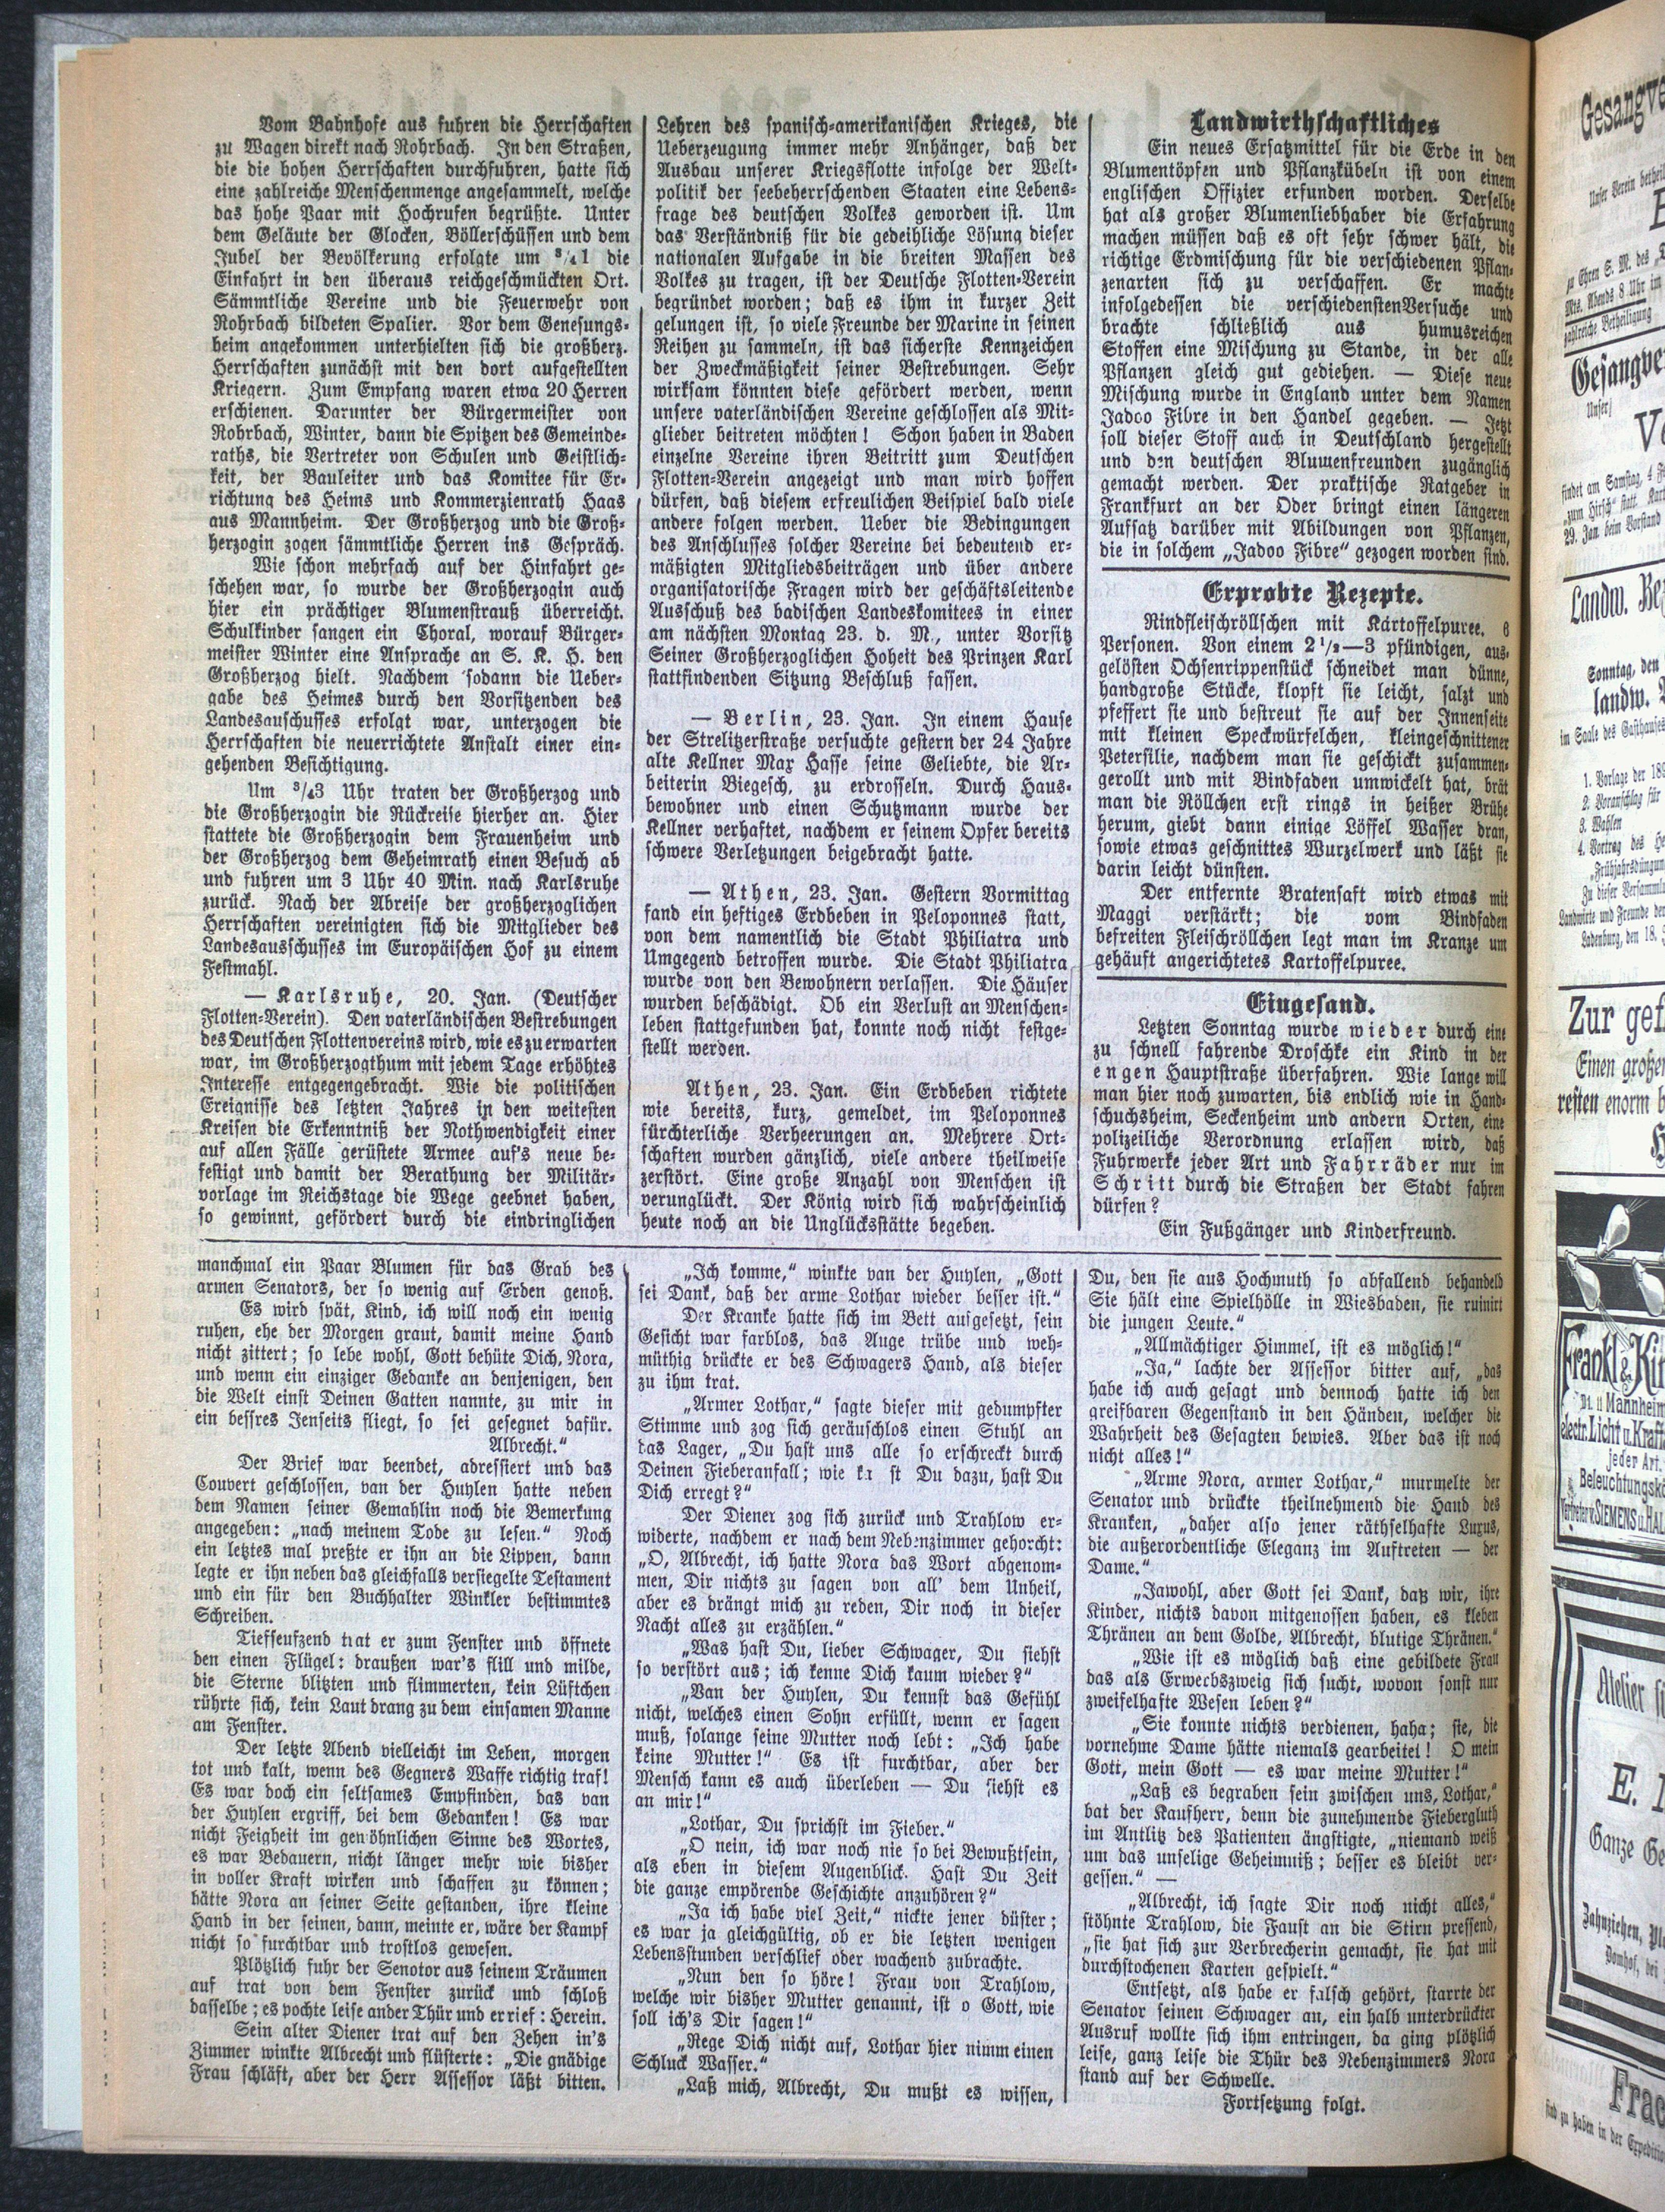 Vom Bahnhofe aus fuhren die Herrschaften
zu Wagen direkt nach Rohrbach. In den Straßen,
die die hohen Herrschaften durchfuhren, hatte sich
eine zahlreiche Menschenmenge angesammelt, welche
das hohe Paar mit Hochrufen begrüßte. Unter
dem Geläute der Glocken, Böllerschüssen und dem
Jubel der Bevölkerung erfolgte um ³/₄1 die
Einfahrt in den überaus reichgeschmückten Ort.
Sämmtliche Vereine und die Feuerwehr von
Rohrbach bildeten Spalier. Vor dem Genesungs-
heim angekommen unterhielten sich die großherz.
Herrschaften zunächst mit den dort aufgestellten
Kriegern. Zum Empfang waren etwa 20 Herren
erschienen. Darunter der Bürgermeister von
Rohrbach, Winter, dann die Spitzen des Gemeinde-
raths, die Vertreter von Schulen und Geistlich-
keit, der Bauleiter und das Komitee für Er-
richtung des Heims und Kommerzienrath Haas
aus Mannheim. Der Großherzog und die Groß-
herzogin zogen sämmtliche Herren ins Gespräch.
Wie schon mehrfach auf der Hinfahrt ge-
schehen war, so wurde der Großherzogin auch
hier ein prächtiger Blumenstrauß überreicht.
Schulkinder sangen ein Choral, worauf Bürger-
meister Winter eine Ansprache an S. K. H. den
Großherzog hielt. Nachdem sodann die Ueber-
gabe des Heimes durch den Vorsitzenden des
Landesauschusses erfolgt war, unterzogen die
Herrschaften die neuerrichtete Anstalt einer ein-
gehenden Besichtigung.
Um ³/₄3 Uhr traten der Großherzog und
die Großherzogin die Rückreise hierher an. Hier
stattete die Großherzogin dem Frauenheim und
der Großherzog dem Geheimrath einen Besuch ab
und fuhren um 3 Uhr 40 Min. nach Karlsruhe
zurück. Nach der Abreise der großherzoglichen
Herrschaften vereinigten sich die Mitglieder des
Landesausschusses im Europäischen Hof zu einem
Festmahl.
— Karlsruhe, 20. Jan. (Deutscher
Flotten-Verein). Den vaterländischen Bestrebungen
des Deutschen Flottenvereins wird, wie es zu erwarten
war, im Großherzogthum mit jedem Tage erhöhtes
Interesse entgegengebracht. Wie die politischen
Ereignisse des letzten Jahres in den weitesten
Kreisen die Erkenntniß der Nothwendigkeit einer
auf allen Fälle gerüstete Armee auf's neue be-
festigt und damit der Berathung der Militär-
vorlage im Reichstage die Wege geebnet haben,
so gewinnt, gefördert durch die eindringlichen
Lehren des spanisch-amerikanischen Krieges, die
Ueberzeugung immer mehr Anhänger, daß der
Ausbau unserer Kriegsflotte infolge der Welt-
politik der seebeherrschenden Staaten eine Lebens-
frage des deutschen Volkes geworden ist. Um
das Verständniß für die gedeihliche Lösung dieser
nationalen Aufgabe in die breiten Massen des
Volkes zu tragen, ist der Deutsche Flotten-Verein
begründet worden; daß es ihm in kurzer Zeit
gelungen ist, so viele Freunde der Marine in seinen
Reihen zu sammeln, ist das sicherste Kennzeichen
der Zweckmäßigkeit seiner Bestrebungen. Sehr
wirksam könnten diese gefördert werden, wenn
unsere vaterländischen Vereine geschlossen als Mit-
glieder beitreten möchten! Schon haben in Baden
einzelne Vereine ihren Beitritt zum Deutschen
Flotten-Verein angezeigt und man wird hoffen
dürfen, daß diesem erfreulichen Beispiel bald viele
andere folgen werden. Ueber die Bedingungen
des Anschlusses solcher Vereine bei bedeutend er-
mäßigten Mitgliedsbeiträgen und über andere
organisatorische Fragen wird der geschäftsleitende
Ausschuß des badischen Landeskomitees in einer
am nächsten Montag 23. d. M., unter Vorsitz
Seiner Großherzoglichen Hoheit des Prinzen Karl
stattfindenden Sitzung Beschluß fassen.
— Berlin, 23. Jan. In einem Hause
der Strelitzerstraße versuchte gestern der 24 Jahre
alte Kellner Max Hasse seine Geliebte, die Ar-
beiterin Biegesch, zu erdrosseln. Durch Haus-
bewohner und einen Schutzmann wurde der
Kellner verhaftet, nachdem er seinem Opfer bereits
schwere Verletzungen beigebracht hatte.
— Athen, 23. Jan. Gestern Vormittag
fand ein heftiges Erdbeben in Peloponnes statt,
von dem namentlich die Stadt Philiatra und
Umgegend betroffen wurde. Die Stadt Philiatra
wurde von den Bewohnern verlassen. Die Häuser
wurden beschädigt. Ob ein Verlust an Menschen-
leben stattgefunden hat, konnte noch nicht festge-
stellt werden.
Athen, 23. Jan. Ein Erdbeben richtete
wie bereits, kurz, gemeldet, im Peloponnes
fürchterliche Verheerungen an. Mehrere Ort-
schaften wurden gänzlich, viele andere theilweise
zerstört. Eine große Anzahl von Menschen ist
verunglückt. Der König wird sich wahrscheinlich
heute noch an die Unglücksstätte begeben.
Landwirthschaftliches
Ein neues Ersatzmittel für die Erde in den
Blumentöpfen und Pflanzkübeln ist von einem
englischen Offizier erfunden worden. Derselbe
hat als großer Blumenliebhaber die Erfahrung
machen müssen daß es oft sehr schwer hält, die
richtige Erdmischung für die verschiedenen Pflan-
zenarten sich zu verschaffen. Er machte
infolgedessen die verschiedensten Versuche und
brachte schließlich aus humusreichen
Stoffen eine Mischung zu Stande, in der alle
Pflanzen gleich gut gediehen. — Diese neue
Mischung wurde in England unter dem Namen
Jadoo Fibre in den Handel gegeben. — Jetzt
soll dieser Stoff auch in Deutschland hergestellt
und den deutschen Blumenfreunden zugänglich
gemacht werden. Der praktische Ratgeber in
Frankfurt an der Oder bringt einen längeren
Aufsatz darüber mit Abildungen von Pflanzen,
die in solchem „Jadoo Fibre“ gezogen worden sind.
Erprobte Rezepte.
Rindfleischröllschen mit Kartoffelpuree. 6
Personen. Von einem 2¹/₂—3 pfündigen, aus-
gelösten Ochsenrippenstück schneidet man dünne,
handgroße Stücke, klopft sie leicht, salzt und
pfeffert sie und bestreut sie auf der Innenseite
mit kleinen Speckwürfelchen, kleingeschnittener
Petersilie, nachdem man sie geschickt zusammen-
gerollt und mit Bindfaden umwickelt hat, brät
man die Röllchen erst rings in heißer Brühe
herum, giebt dann einige Löffel Wasser dran,
sowie etwas geschnittes Wurzelwerk und läßt sie
darin leicht dünsten.
Der entfernte Bratensaft wird etwas mit
Maggi verstärkt; die vom Bindfaden
befreiten Fleischröllchen legt man im Kranze um
gehäuft angerichtetes Kartoffelpuree.
Eingesand.
Letzten Sonntag wurde wieder durch eine
zu schnell fahrende Droschke ein Kind in der
engen Hauptstraße überfahren. Wie lange will
man hier noch zuwarten, bis endlich wie in Hand-
schuchsheim, Seckenheim und andern Orten, eine
polizeiliche Verordnung erlassen wird, daß
Fuhrwerke jeder Art und Fahrräder nur im
Schritt durch die Straßen der Stadt fahren
dürfen?
Ein Fußgänger und Kinderfreund.
manchmal ein Paar Blumen für das Grab des
armen Senators, der so wenig auf Erden genoß.
Es wird spät, Kind, ich will noch ein wenig
ruhen, ehe der Morgen graut, damit meine Hand
nicht zittert; so lebe wohl, Gott behüte Dich, Nora,
und wenn ein einziger Gedanke an denjenigen, den
die Welt einst Deinen Gatten nannte, zu mir in
ein bessres Jenseits fliegt, so sei gesegnet dafür.
Albrecht.“
Der Brief war beendet, adressiert und das
Couvert geschlossen, van der Huylen hatte neben
dem Namen seiner Gemahlin noch die Bemerkung
angegeben: „nach meinem Tode zu lesen.“ Noch
ein letztes mal preßte er ihn an die Lippen, dann
legte er ihn neben das gleichfalls versiegelte Testament
und ein für den Buchhalter Winkler bestimmtes
Schreiben.
Tiefseufzend trat er zum Fenster und öffnete
den einen Flügel: draußen war's still und milde,
die Sterne blitzten und flimmerten, kein Lüftchen
rührte sich, kein Laut drang zu dem einsamen Manne
am Fenster.
Der letzte Abend vielleicht im Leben, morgen
tot und kalt, wenn des Gegners Waffe richtig traf!
Es war doch ein seltsames Empfinden, das van
der Huylen ergriff, bei dem Gedanken! Es war
nicht Feigheit im gewöhnlichen Sinne des Wortes,
es war Bedauern, nicht länger mehr wie bisher
in voller Kraft wirken und schaffen zu können;
hätte Nora an seiner Seite gestanden, ihre kleine
Hand in der seinen, dann, meinte er, wäre der Kampf
nicht so furchtbar und trostlos gewesen.
Plötzlich fuhr der Senotor aus seinem Träumen
auf trat von dem Fenster zurück und schloß
dasselbe; es pochte leise an der Thür und er rief: Herein.
Sein alter Diener trat auf den Zehen in's
Zimmer winkte Albrecht und flüsterte: „Die gnädige
Frau schläft, aber der Herr Assessor läßt bitten.
„Ich komme,“ winkte van der Huylen, „Gott
sei Dank, daß der arme Lothar wieder besser ist.“
Der Kranke hatte sich im Bett aufgesetzt, sein
Gesicht war farblos, das Auge trübe und weh-
müthig drückte er des Schwagers Hand, als dieser
zu ihm trat.
„Armer Lothar,“ sagte dieser mit gedumpfter
Stimme und zog sich geräuschlos einen Stuhl an
das Lager, „Du hast uns alle so erschreckt durch
Deinen Fieberanfall; wie st Du dazu, hast Du
Dich erregt?“
Der Diener zog sich zurück und Trahlow er-
widerte, nachdem er nach dem Nebenzimmer gehorcht:
„O, Albrecht, ich hatte Nora das Wort abgenom-
men, Dir nichts zu sagen von all' dem Unheil,
aber es drängt mich zu reden, Dir noch in dieser
Nacht alles zu erzählen.“
„Was hast Du, lieber Schwager, Du siehst
so verstört aus; ich kenne Dich kaum wieder?“
„Van der Huylen, Du kennst das Gefühl
nicht, welches einen Sohn erfüllt, wenn er sagen
muß, solange seine Mutter noch lebt: „Ich habe
keine Mutter!“ Es ist furchtbar, aber der
Mensch kann es auch überleben — Du siehst es
an mir!“
„Lothar, Du sprichst im Fieber.“
„O nein, ich war noch nie so bei Bewußtsein,
als eben in diesem Augenblick. Hast Du Zeit
die ganze empörende Geschichte anzuhören?“
„Ja ich habe viel Zeit,“ nickte jener düster;
es war ja gleichgültig, ob er die letzten wenigen
Lebensstunden verschlief oder wachend zubrachte.
„Nun den so höre! Frau von Trahlow,
welche wir bisher Mutter genannt, ist o Gott, wie
soll ich's Dir sagen!“
„Rege Dich nicht auf, Lothar hier nimm einen
Schluck Wasser.“
„Laß mich, Albrecht, Du mußt es wissen,
Du, den sie aus Hochmuth so abfallend behandeld
Sie hält eine Spielhölle in Wiesbaden, sie ruinirt
die jungen Leute.“
„Allmächtiger Himmel, ist es möglich!“
„Ja,“ lachte der Assessor bitter auf, „das
habe ich auch gesagt und dennoch hatte ich den
greifbaren Gegenstand in den Händen, welcher die
Wahrheit des Gesagten bewies. Aber das ist noch
nicht alles!“
„Arme Nora, armer Lothar,“ murmelte der
Senator und drückte theilnehmend die Hand des
Kranken, „daher also jener räthselhafte Luxus,
die außerordentliche Eleganz im Auftreten — der
Dame.“
„Jawohl, aber Gott sei Dank, daß wir, ihre
Kinder, nichts davon mitgenossen haben, es kleben
Thränen an dem Golde, Albrecht, blutige Thränen.“
„Wie ist es möglich daß eine gebildete Frau
das als Erwerbszweig sich sucht, wovon sonst nur
zweifelhafte Wesen leben?“
„Sie konnte nichts verdienen, haha; sie, die
vornehme Dame hätte niemals gearbeitet! O mein
Gott, mein Gott — es war meine Mutter!“
„Laß es begraben sein zwischen uns, Lothar,“
bat der Kaufherr, denn die zunehmende Fiebergluth
im Antlitz des Patienten ängstigte, „niemand weiß
um das unselige Geheimniß; besser es bleibt ver-
gessen.“ —
„Albrecht, ich sagte Dir noch nicht alles,“
stöhnte Trahlow, die Faust an die Stirn pressend,
„sie hat sich zur Verbrecherin gemacht, sie hat mit
durchstochenen Karten gespielt.“
Entsetzt, als habe er falsch gehört, starrte der
Senator seinen Schwager an, ein halb unterdrückter
Ausruf wollte sich ihm entringen, da ging plötzlich
leise, ganz leise die Thür des Nebenzimmers Nora
stand auf der Schwelle.
Fortsetzung folgt.
Unser Verein
zu Ehren S. M. des
Mts. Abends 8 Uhr im
zahlreiche Betheiligung
Unser
findet am Samstag, 4
„zum Hirsch“ statt.
29. Jan. beim Vorstand
Landw.
Sonntag, den
landw.
im Saale des Gasthauses
1. Vorlage der
2. Voranschlag für
3. Wahlen
4. Vortrag des
Zu dieser
Landwirte und Freunde der
Ladenburg, den 18.
Zur
Einen
resten enorm
Frankl &
Mannheim
electr. Licht u.
jeder Art,
Vertreter v. SIEMENS u.
Atelier
E.
Ganze
Zahnziehen,
Domhof, bei
sind zu haben in der